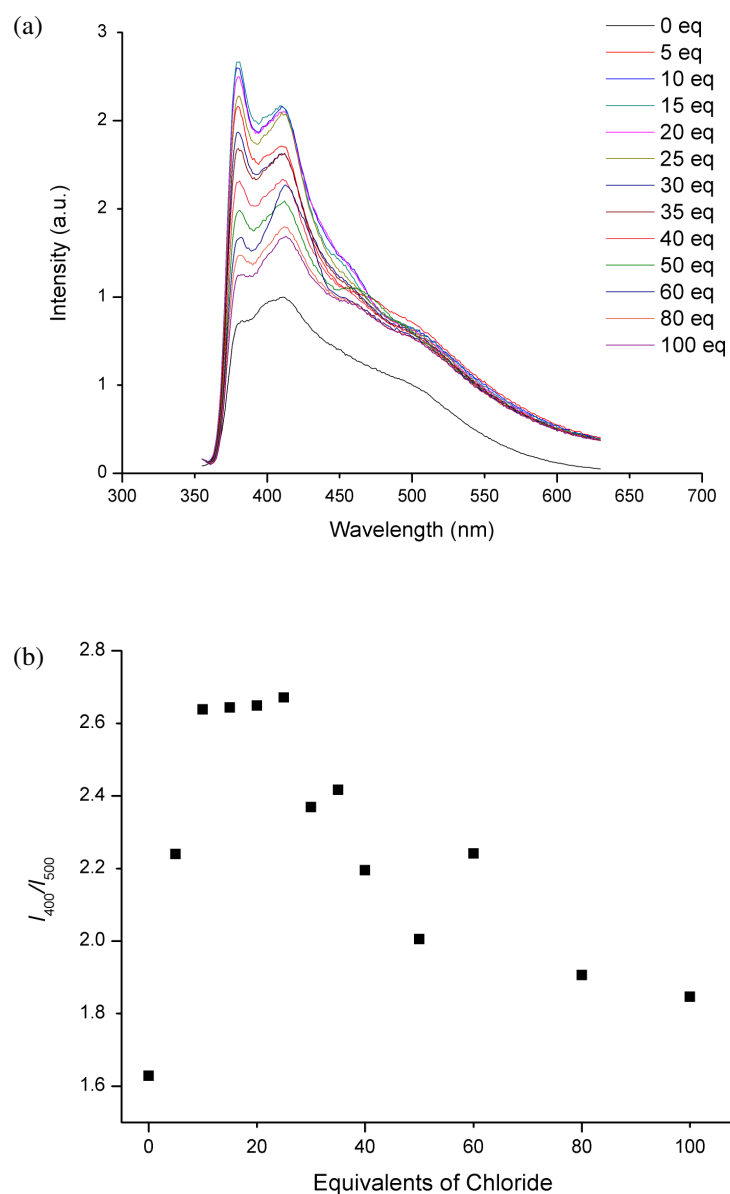 (a)
3
2
2
1
1
0
300
350
400
450
500
550
600
650
700
Intensity (a.u.)
Wavelength (nm)
0 eq
5 eq
10 eq
15 eq
20 eq
25 eq
30 eq
35 eq
40 eq
50 eq
60 eq
80 eq
100 eq
(b)
2.8
2.6
2.4
2.2
2.0
1.8
1.6
I400/I500
0
20
40
60
80
100
Equivalents of Chloride